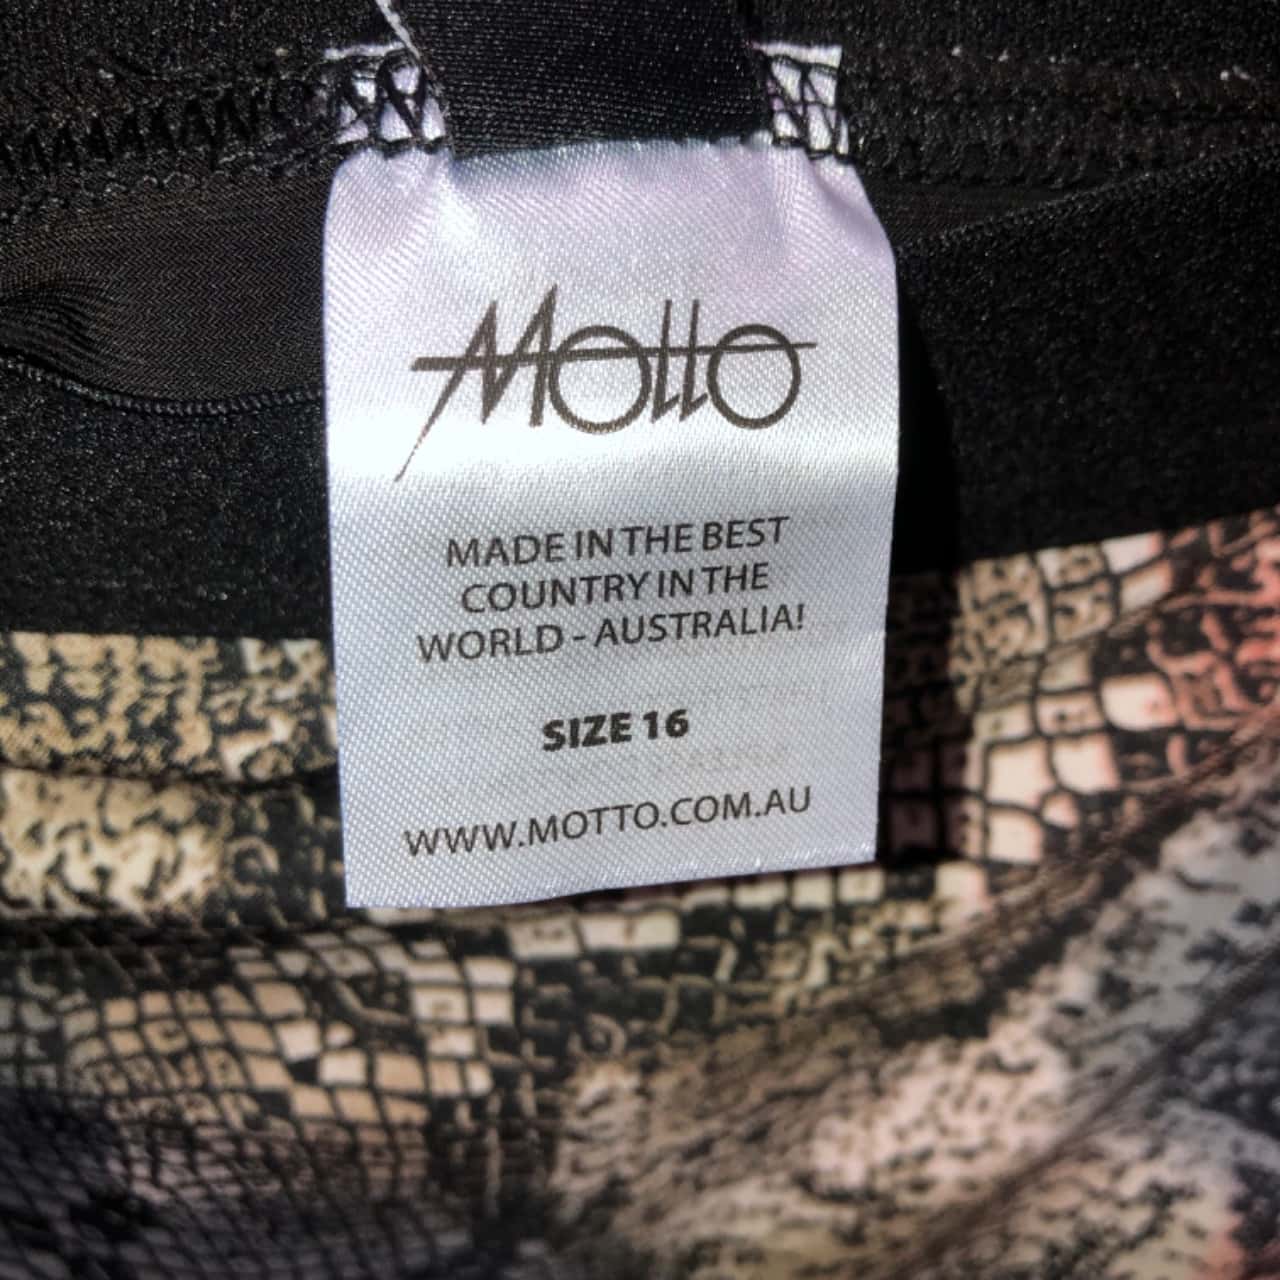 Motto
MADE IN THE BEST
COUNTRY IN THE
WORLD - AUSTRALIA!
SIZE 16
WWW.MOTTO.COM.AU